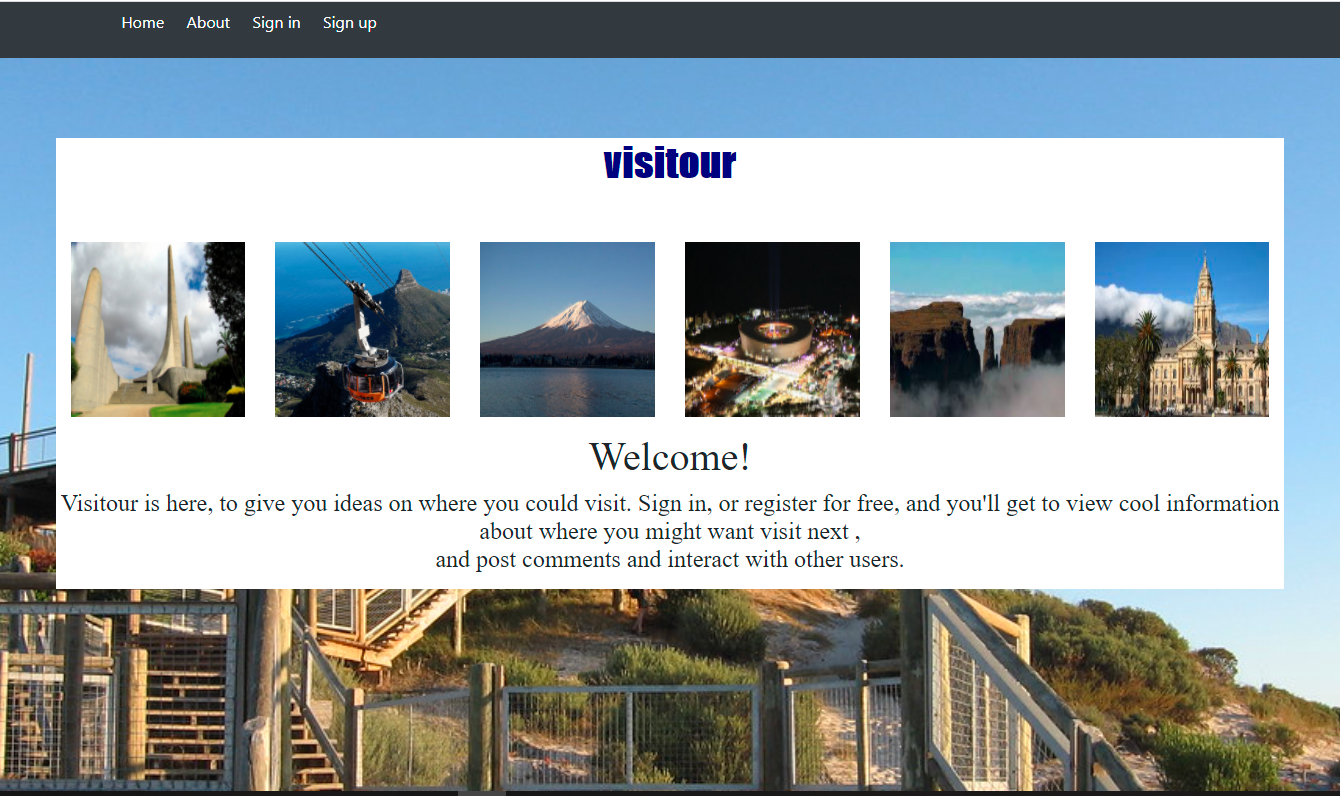 Home About Sign in Sign up
visitour
Welcome!
Visitour is here, to give you ideas on where you could visit. Sign in, or register for free, and you'll get to view cool information
about where you might want visit next ,
and post comments and interact with other users.